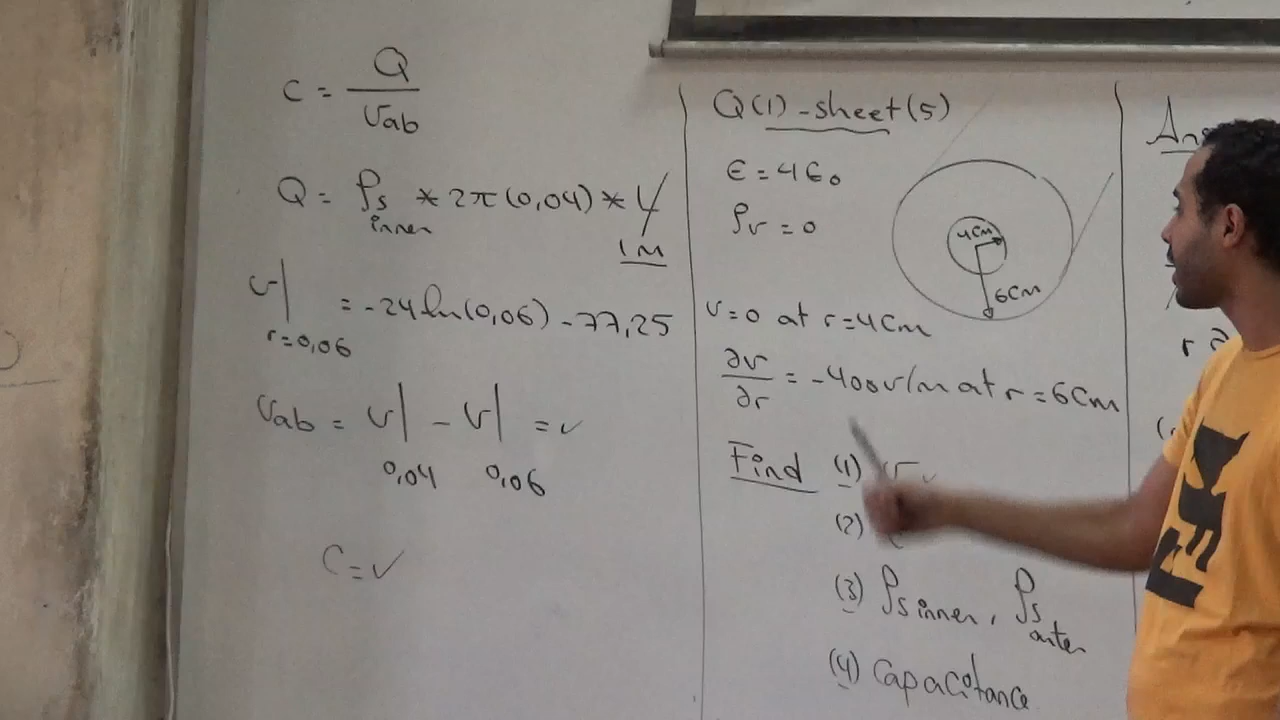 C = Q / Vab
Q = ρs inner * 2π(0,04) * L
1M
V| r=0,06 = -24 ln(0,06) - 77,25
Vab = V| 0,04 - V| 0,06 = ✓
C = ✓
Q(1) - sheet(5)
ϵ = 4ϵ0
ρv = 0
4cm
6cm
V=0 at r=4cm
∂v/∂r = -400v/m at r=6cm
Find (1)
(2)
(3) ρs inner, ρs outer
(4) Capacitance
r ∂